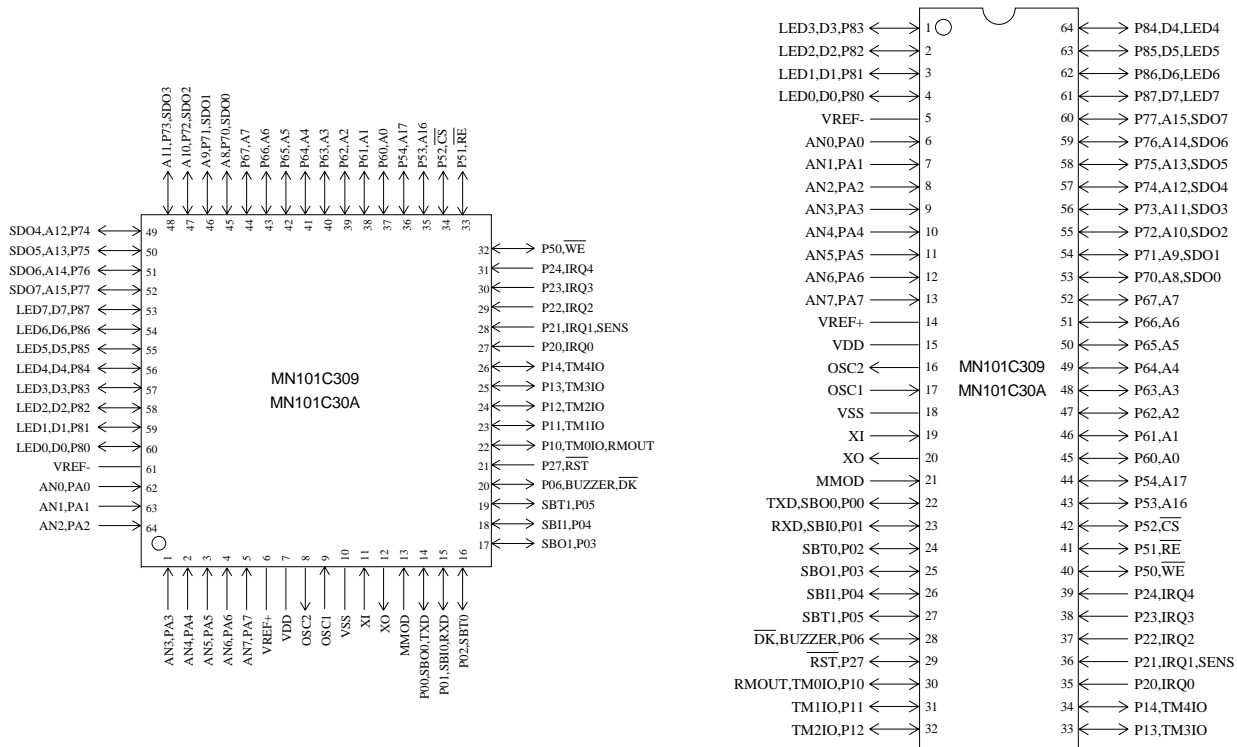 A11,P73,SDO3
A10,P72,SDO2
A9,P71,SDO1
A8,P70,SDO0
P67,A7
P66,A6
P65,A5
P64,A4
P63,A3
P62,A2
P61,A1
P60,A0
P54,A17
P53,A16
P52,CS
P51,RE
48 47 46 45 44 43 42 41 40 39 38 37 36 35 34 33
SDO4,A12,P74 49
SDO5,A13,P75 50
SDO6,A14,P76 51
SDO7,A15,P77 52
LED7,D7,P87 53
LED6,D6,P86 54
LED5,D5,P85 55
LED4,D4,P84 56
LED3,D3,P83 57
LED2,D2,P82 58
LED1,D1,P81 59
LED0,D0,P80 60
VREF- 61
AN0,PA0 62
AN1,PA1 63
AN2,PA2 64
MN101C309
MN101C30A
32 P50,WE
31 P24,IRQ4
30 P23,IRQ3
29 P22,IRQ2
28 P21,IRQ1,SENS
27 P20,IRQ0
26 P14,TM4IO
25 P13,TM3IO
24 P12,TM2IO
23 P11,TM1IO
22 P10,TM0IO,RMOUT
21 P27,RST
20 P06,BUZZER,DK
19 SBT1,P05
18 SBI1,P04
17 SBO1,P03
1 2 3 4 5 6 7 8 9 10 11 12 13 14 15 16
AN3,PA3
AN4,PA4
AN5,PA5
AN6,PA6
AN7,PA7
VREF+
VDD
OSC2
OSC1
VSS
XI
XO
MMOD
P00,SBO0,TXD
P01,SBI0,RXD
P02,SBT0
LED3,D3,P83 1 64 P84,D4,LED4
LED2,D2,P82 2 63 P85,D5,LED5
LED1,D1,P81 3 62 P86,D6,LED6
LED0,D0,P80 4 61 P87,D7,LED7
VREF- 5 60 P77,A15,SDO7
AN0,PA0 6 59 P76,A14,SDO6
AN1,PA1 7 58 P75,A13,SDO5
AN2,PA2 8 57 P74,A12,SDO4
AN3,PA3 9 56 P73,A11,SDO3
AN4,PA4 10 55 P72,A10,SDO2
AN5,PA5 11 54 P71,A9,SDO1
AN6,PA6 12 53 P70,A8,SDO0
AN7,PA7 13 52 P67,A7
VREF+ 14 51 P66,A6
VDD 15 50 P65,A5
OSC2 16 MN101C309 49 P64,A4
OSC1 17 MN101C30A 48 P63,A3
VSS 18 47 P62,A2
XI 19 46 P61,A1
XO 20 45 P60,A0
MMOD 21 44 P54,A17
TXD,SBO0,P00 22 43 P53,A16
RXD,SBI0,P01 23 42 P52,CS
SBT0,P02 24 41 P51,RE
SBO1,P03 25 40 P50,WE
SBI1,P04 26 39 P24,IRQ4
SBT1,P05 27 38 P23,IRQ3
DK,BUZZER,P06 28 37 P22,IRQ2
RST,P27 29 36 P21,IRQ1,SENS
RMOUT,TM0IO,P10 30 35 P20,IRQ0
TM1IO,P11 31 34 P14,TM4IO
TM2IO,P12 32 33 P13,TM3IO